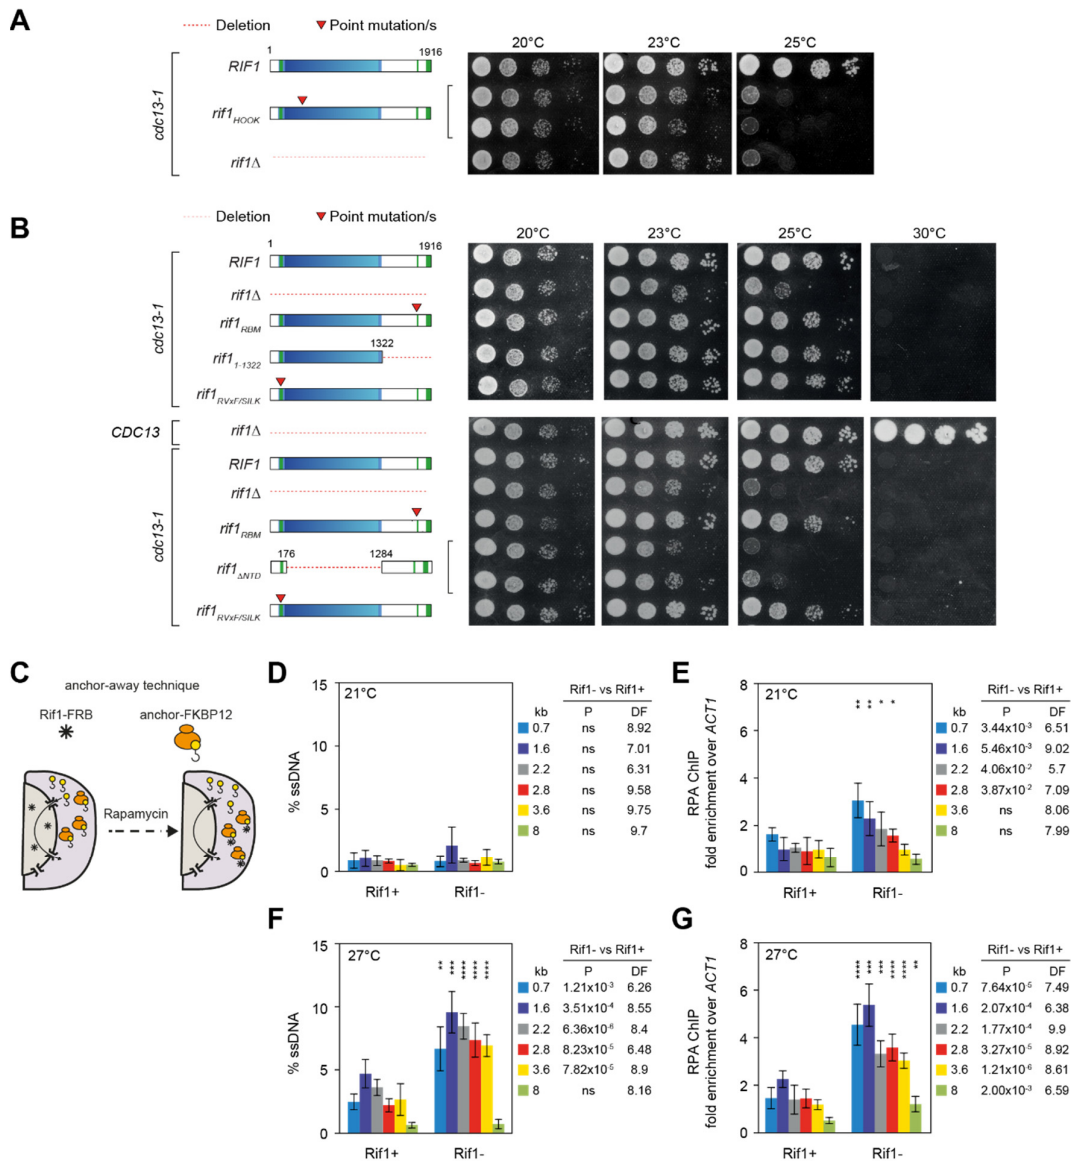 A
Deletion
Point mutation/s
1
1916
20°C
23°C
25°C
cdc13-1
RIF1
rif1HOOK
rif1Δ
B
Deletion
Point mutation/s
1
1916
20°C
23°C
25°C
30°C
cdc13-1
RIF1
rif1Δ
rif1RBM
1322
rif11-1322
rif1RVxF/SILK
CDC13
rif1Δ
cdc13-1
RIF1
rif1Δ
rif1RBM
176
1284
rif1ΔNTD
rif1RVxF/SILK
C
anchor-away technique
Rif1-FRB
anchor-FKBP12
Rapamycin
D
21°C
% ssDNA
15
10
5
0
Rif1+
Rif1-
Rif1- vs Rif1+
kb P DF
0.7 ns 8.92
1.6 ns 7.01
2.2 ns 6.31
2.8 ns 9.58
3.6 ns 9.75
8 ns 9.7
E
21°C
RPA ChIP
fold enrichment over ACT1
8
6
4
2
0
** ** * *
Rif1+
Rif1-
Rif1- vs Rif1+
kb P DF
0.7 3.44x10-3 6.51
1.6 5.46x10-3 9.02
2.2 4.06x10-2 5.7
2.8 3.87x10-2 7.09
3.6 ns 8.06
8 ns 7.99
F
27°C
% ssDNA
15
10
5
0
** *** **** **** ****
Rif1+
Rif1-
Rif1- vs Rif1+
kb P DF
0.7 1.21x10-3 6.26
1.6 3.51x10-4 8.55
2.2 6.36x10-6 8.4
2.8 8.23x10-5 6.48
3.6 7.82x10-5 8.9
8 ns 8.16
G
27°C
RPA ChIP
fold enrichment over ACT1
8
6
4
2
0
**** *** *** **** **** **
Rif1+
Rif1-
Rif1- vs Rif1+
kb P DF
0.7 7.64x10-5 7.49
1.6 2.07x10-4 6.38
2.2 1.77x10-4 9.9
2.8 3.27x10-5 8.92
3.6 1.21x10-6 8.61
8 2.00x10-3 6.59